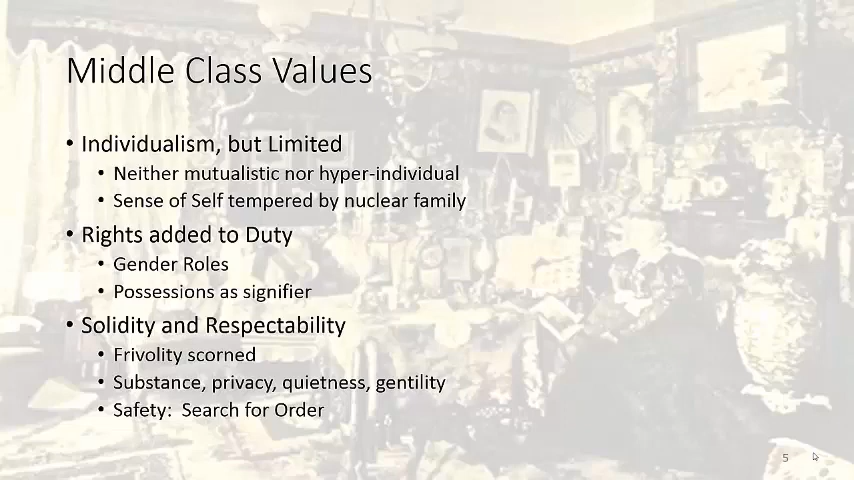 Middle Class Values
• Individualism, but Limited
• Neither mutualistic nor hyper-individual
• Sense of Self tempered by nuclear family
• Rights added to Duty
• Gender Roles
• Possessions as signifier
• Solidity and Respectability
• Frivolity scorned
• Substance, privacy, quietness, gentility
• Safety:  Search for Order
5